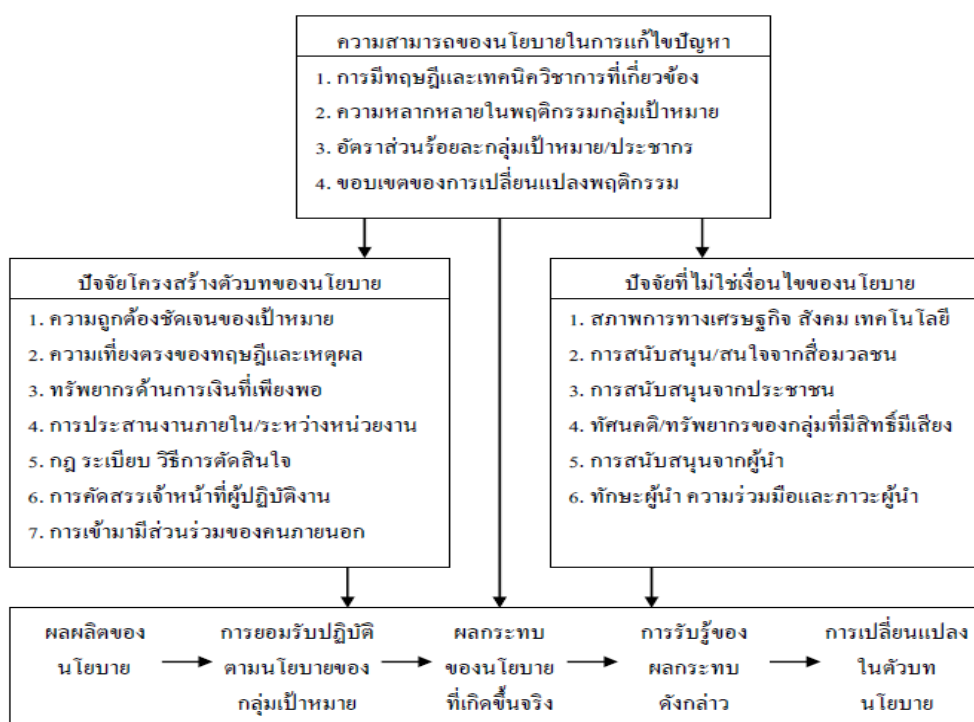 ความสามารถของนโยบายในการแก้ไขปัญหา
1. การมีทฤษฎีและเทคนิควิชาการที่เกี่ยวข้อง
2. ความหลากหลายในพฤติกรรมกลุ่มเป้าหมาย
3. อัตราส่วนร้อยละกลุ่มเป้าหมาย/ประชากร
4. ขอบเขตของการเปลี่ยนแปลงพฤติกรรม
ปัจจัยโครงสร้างตัวบทของนโยบาย
1. ความถูกต้องชัดเจนของเป้าหมาย
2. ความเที่ยงตรงของทฤษฎีและเหตุผล
3. ทรัพยากรด้านการเงินที่เพียงพอ
4. การประสานงานภายใน/ระหว่างหน่วยงาน
5. กฎ ระเบียบ วิธีการตัดสินใจ
6. การคัดสรรเจ้าหน้าที่ผู้ปฏิบัติงาน
7. การเข้ามามีส่วนร่วมของคนภายนอก
ปัจจัยที่ไม่ใช่เงื่อนไขของนโยบาย
1. สภาพการทางเศรษฐกิจ สังคม เทคโนโลยี
2. การสนับสนุน/สนใจจากสื่อมวลชน
3. การสนับสนุนจากประชาชน
4. ทัศนคติ/ทรัพยากรของกลุ่มที่มีสิทธิ์มีเสียง
5. การสนับสนุนจากผู้นำ
6. ทักษะผู้นำ ความร่วมมือและภาวะผู้นำ
ผลผลิตของ
นโยบาย
การยอมรับปฏิบัติ
ตามนโยบายของ
กลุ่มเป้าหมาย
ผลกระทบ
ของนโยบาย
ที่เกิดขึ้นจริง
การรับรู้ของ
ผลกระทบ
ดังกล่าว
การเปลี่ยนแปลง
ในตัวบท
นโยบาย